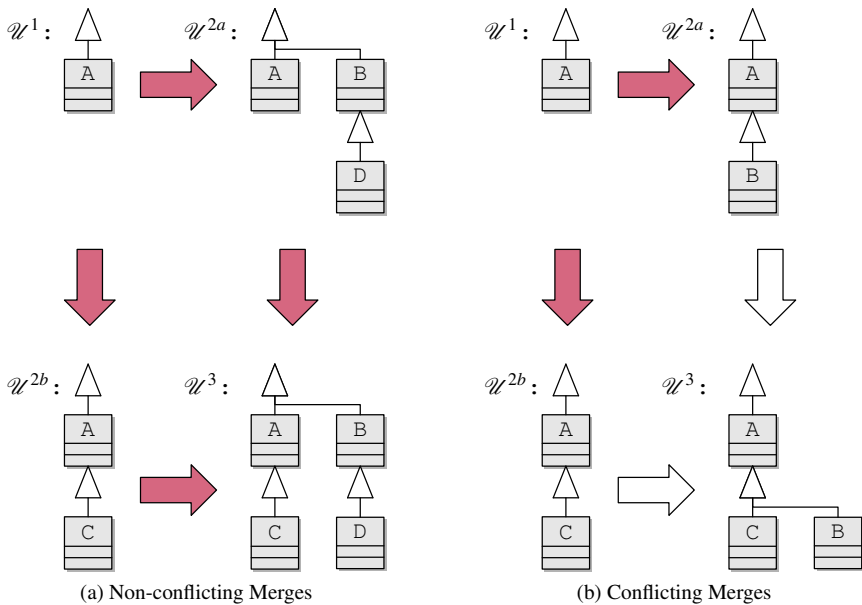 𝒰¹: 𝒰²ᵃ: 𝒰¹: 𝒰²ᵃ:
A A B A A
D B
𝒰²ᵇ: 𝒰³: 𝒰²ᵇ: 𝒰³:
A A B A A
C C D C C B
(a) Non-conflicting Merges (b) Conflicting Merges